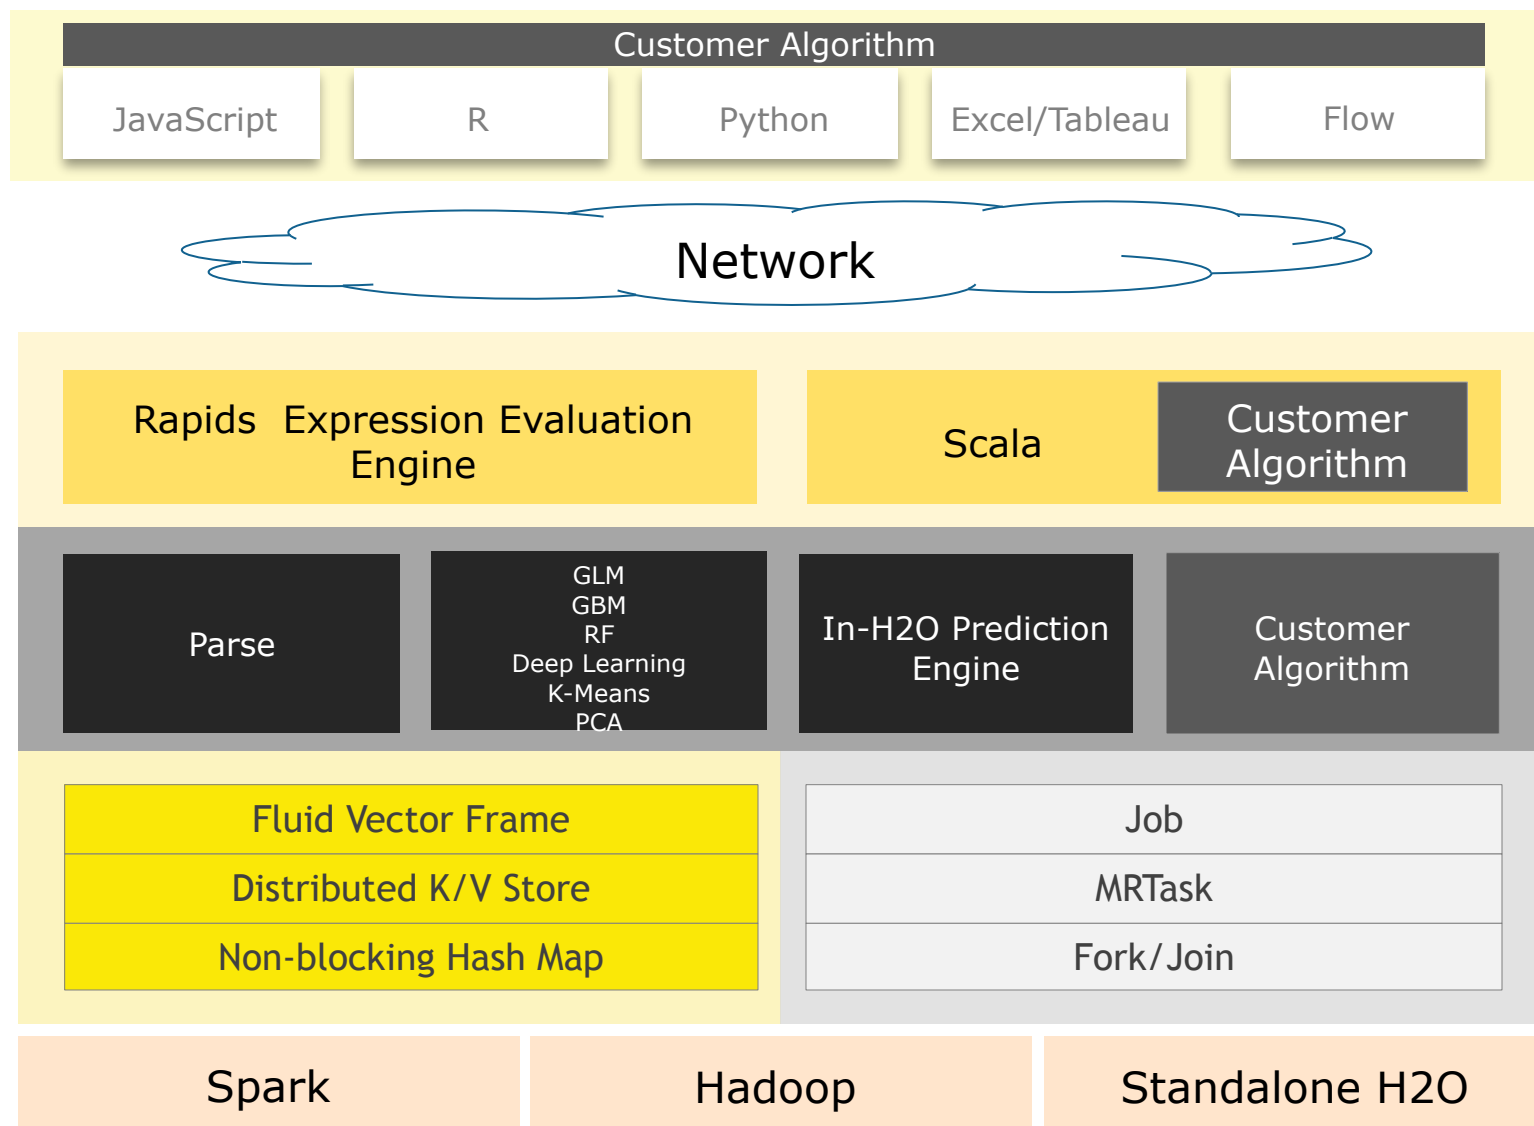 Customer Algorithm
JavaScript
R
Python
Excel/Tableau
Flow
Network
Rapids  Expression Evaluation
Engine
Scala
Customer
Algorithm
Parse
GLM
GBM
RF
Deep Learning
K-Means
PCA
In-H2O Prediction
Engine
Customer
Algorithm
Fluid Vector Frame
Distributed K/V Store
Non-blocking Hash Map
Job
MRTask
Fork/Join
Spark
Hadoop
Standalone H2O